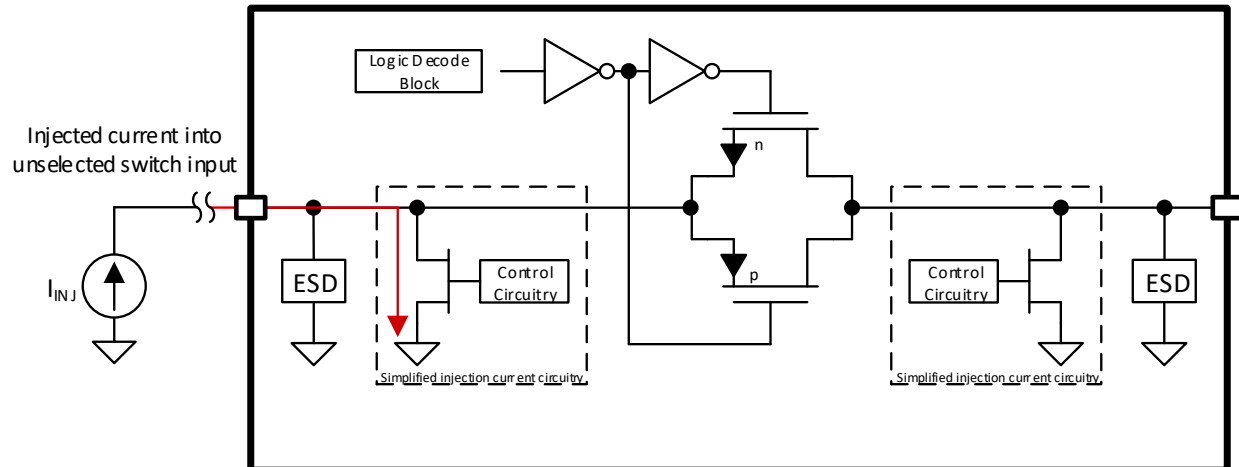 Logic Decode
Block
Injected current into
unselected switch input
n
p
ESD
Control
Circuitry
Control
Circuitry
ESD
IINJ
Simplified injection current circuitry
Simplified injection current circuitry